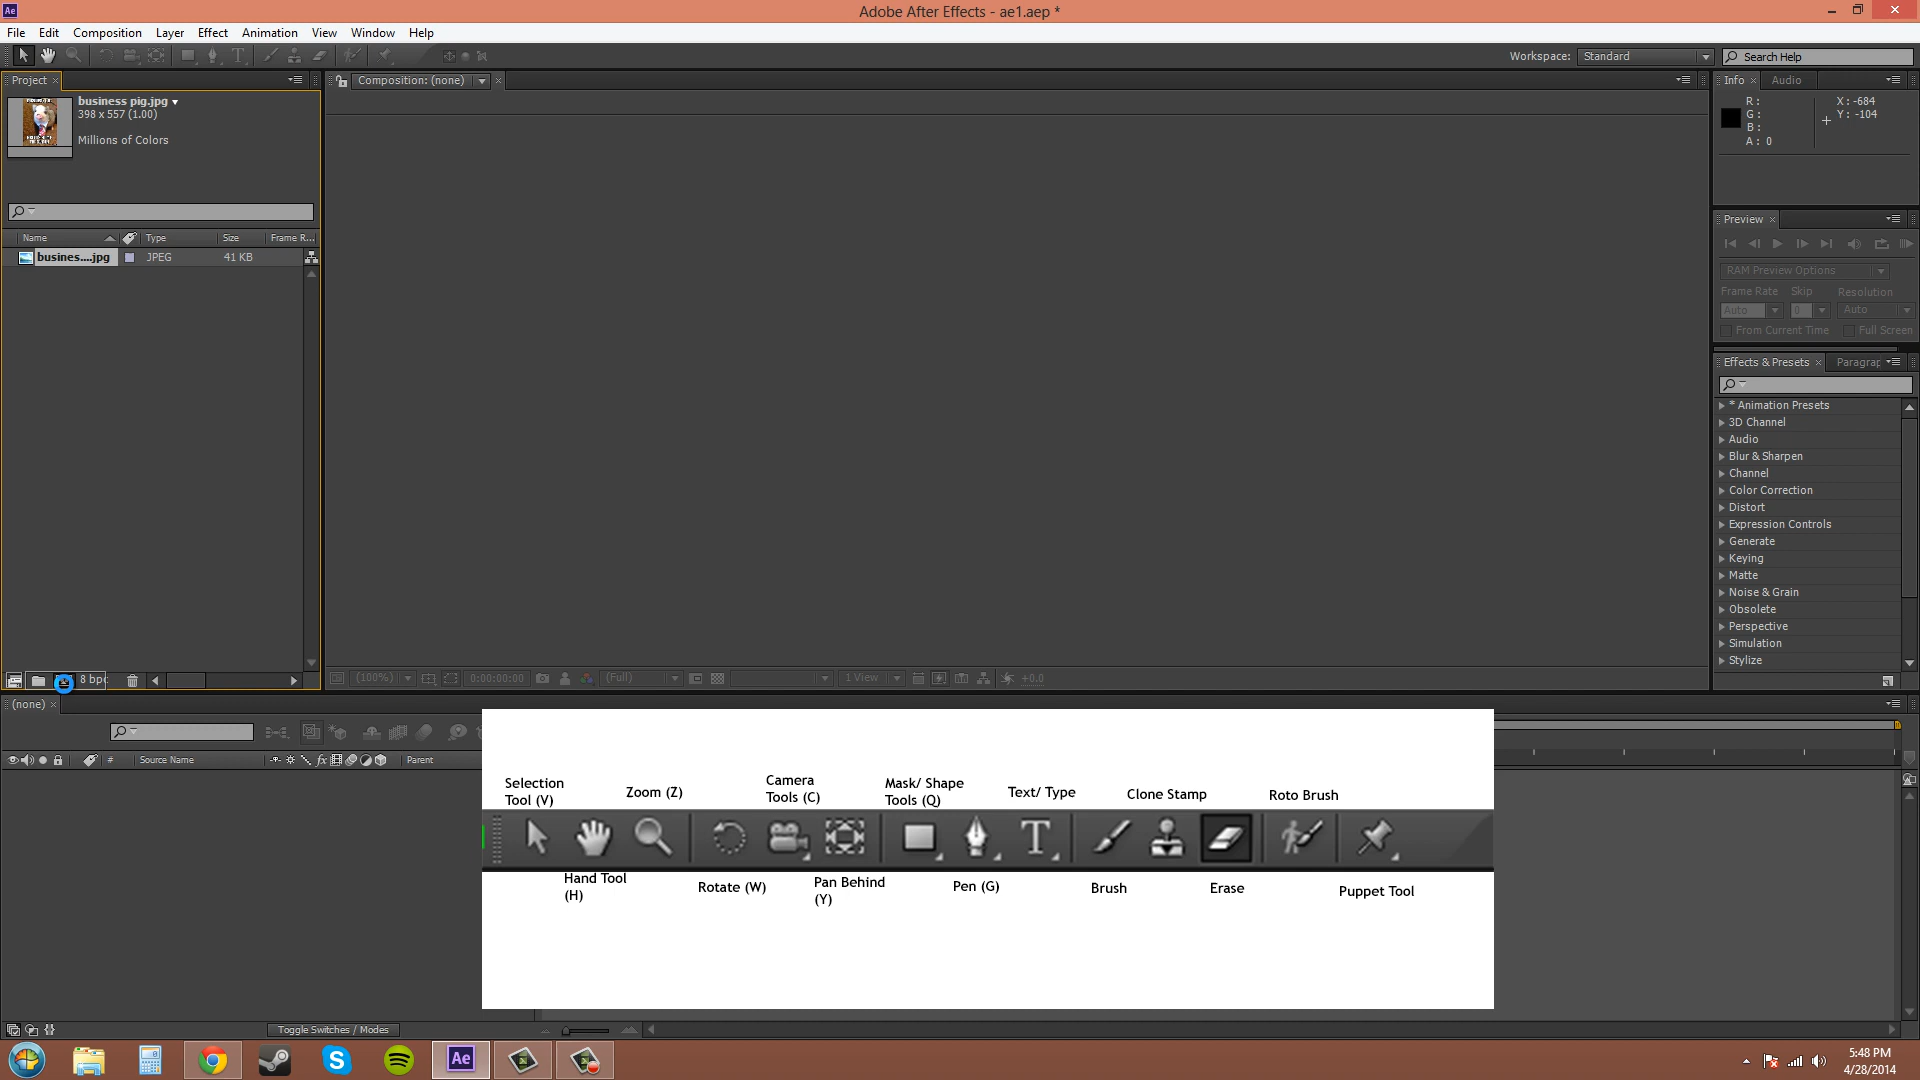 Ae
Adobe After Effects - ae1.aep *
File Edit Composition Layer Effect Animation View Window Help
Workspace: Standard
Search Help
Project
business pig.jpg
398 x 557 (1.00)
Millions of Colors
Name Type Size Frame R...
busines....jpg JPEG 41 KB
8 bpc
Composition: (none)
(100%) 0:00:00:00 (Full) 1 View +0.0
Info Audio
R: X: -684
G: Y: -104
B:
A: 0
Preview
RAM Preview Options
Frame Rate Skip Resolution
Auto 0 Auto
From Current Time Full Screen
Effects & Presets Paragrap
* Animation Presets
3D Channel
Audio
Blur & Sharpen
Channel
Color Correction
Distort
Expression Controls
Generate
Keying
Matte
Noise & Grain
Obsolete
Perspective
Simulation
Stylize
(none)
# Source Name fx Parent
Selection
Tool (V)
Zoom (Z)
Camera
Tools (C)
Mask/ Shape
Tools (Q)
Text/ Type
Clone Stamp
Roto Brush
T
Hand Tool
(H)
Rotate (W)
Pan Behind
(Y)
Pen (G)
Brush
Erase
Puppet Tool
Toggle Switches / Modes
Ae
5:48 PM
4/28/2014